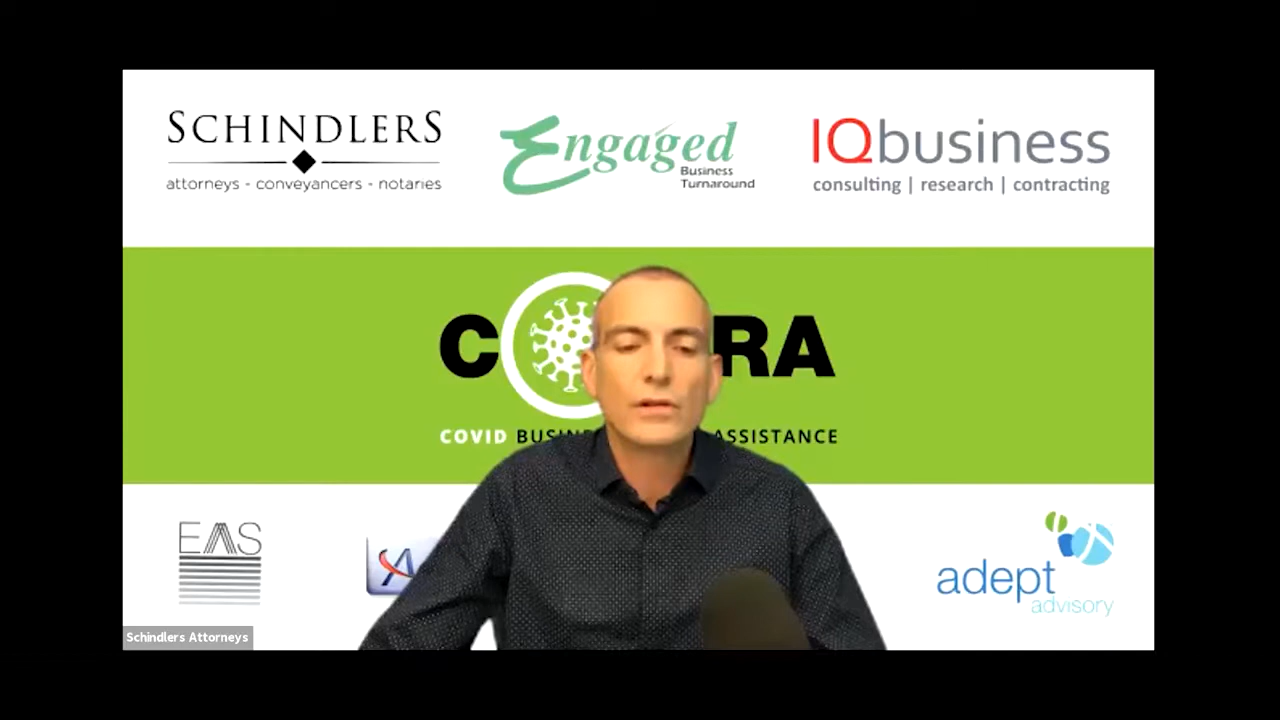 SCHINDLERS
attorneys - conveyancers - notaries
Engaged
Business
Turnaround
IQbusiness
consulting | research | contracting
C RA
COVID ASSISTANCE
EAS
A
adept
advisory
Schindlers Attorneys